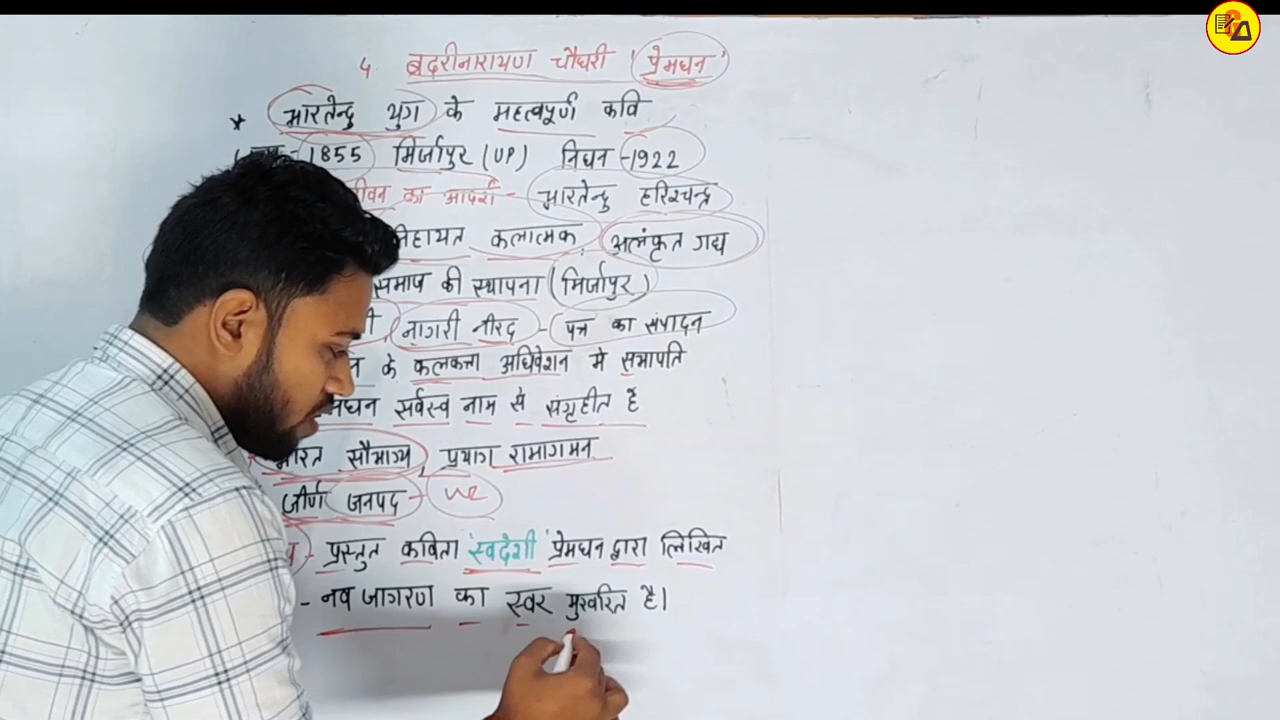 4. बदरीनारायण चौधरी 'प्रेमघन'
* भारतेन्दु युग के महत्वपूर्ण कवि
1855 मिर्जापुर (UP) निधन -1922
जीवन का आदर्श - भारतेन्दु हरिश्चन्द्र
निहायत कलात्मक, अलंकृत गद्य
समाज की स्थापना (मिर्जापुर)
नागरी नीरद - पत्र का संपादन
के कलकत्ता अधिवेशन मे सभापति
सर्वस्व नाम से संगृहीत है
भारत सौभाग्य, प्रयाग रामागमन
जीर्ण जनपद -
- प्रस्तुत कविता 'स्वदेशी' प्रेमघन द्वारा लिखित
- नव जागरण का स्वर मुखरित है।